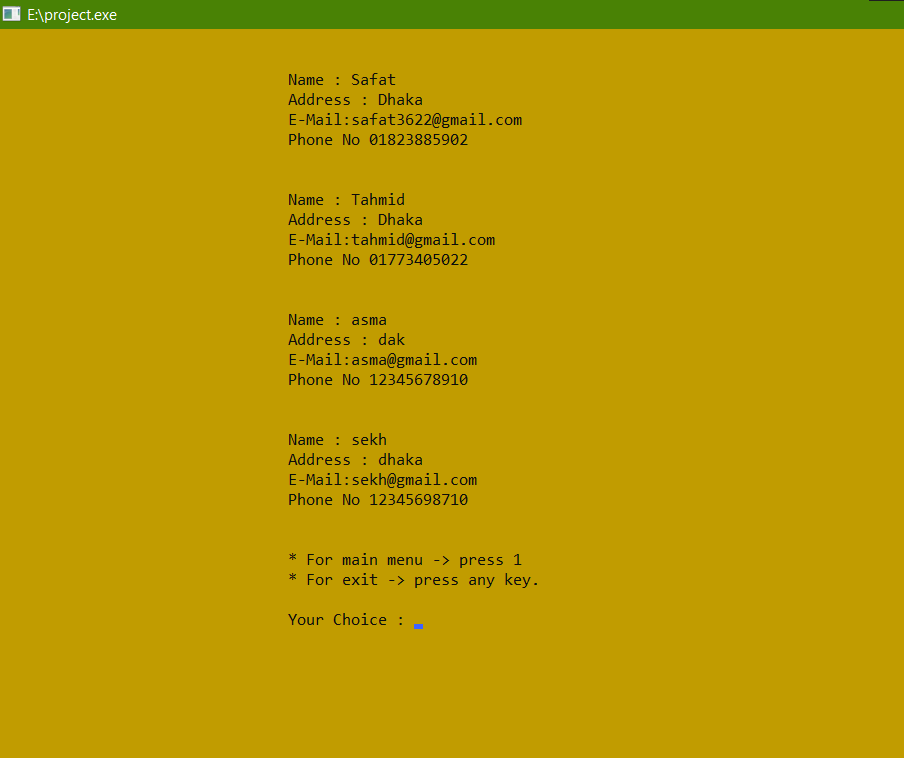 E:\project.exe
Name : Safat
Address : Dhaka
E-Mail:safat3622@gmail.com
Phone No 01823885902
Name : Tahmid
Address : Dhaka
E-Mail:tahmid@gmail.com
Phone No 01773405022
Name : asma
Address : dak
E-Mail:asma@gmail.com
Phone No 12345678910
Name : sekh
Address : dhaka
E-Mail:sekh@gmail.com
Phone No 12345698710
* For main menu -> press 1
* For exit -> press any key.
Your Choice :